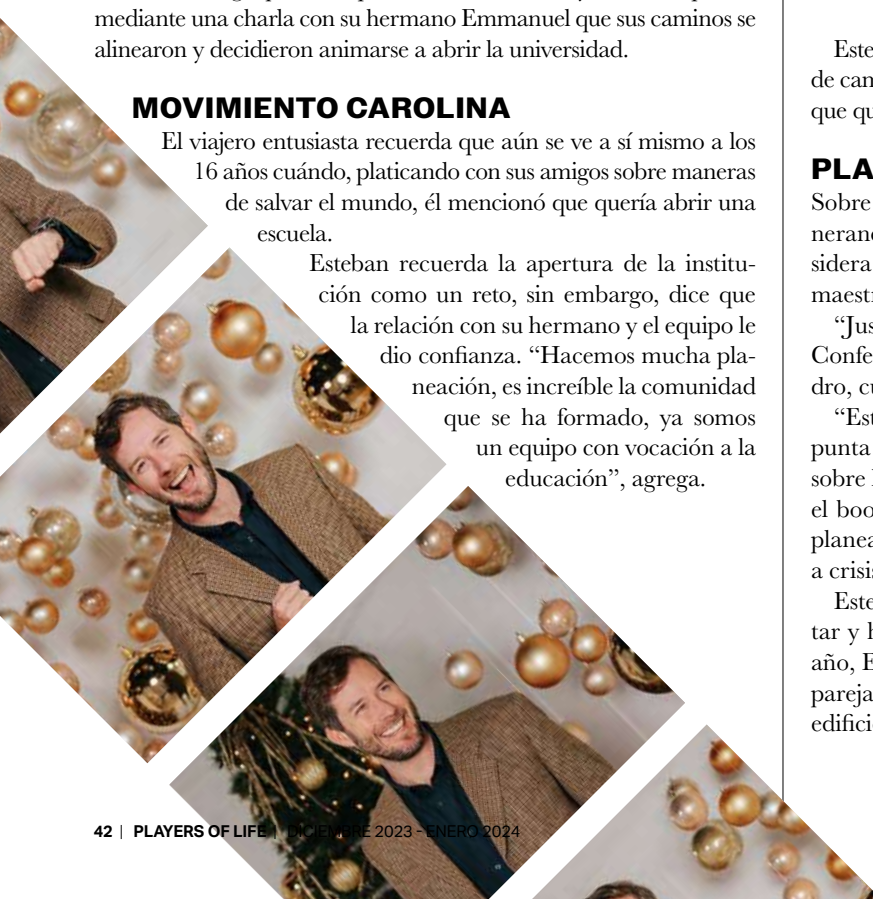 mediante una charla con su hermano Emmanuel que sus caminos se
alinearon y decidieron animarse a abrir la universidad.
MOVIMIENTO CAROLINA
El viajero entusiasta recuerda que aún se ve a sí mismo a los
16 años cuándo, platicando con sus amigos sobre maneras
de salvar el mundo, él mencionó que quería abrir una
escuela.
Esteban recuerda la apertura de la institu-
ción como un reto, sin embargo, dice que
la relación con su hermano y el equipo le
dio confianza. “Hacemos mucha pla-
neación, es increíble la comunidad
que se ha formado, ya somos
un equipo con vocación a la
educación”, agrega.
42 | PLAYERS OF LIFE | DICIEMBRE 2023 - ENERO 2024
Este
de cam
que qu
PLA
Sobre
neranc
sidera
maestr
“Jus
Confe
dro, cu
“Est
punta
sobre
el boo
planea
a crisis
Este
tar y h
año, E
pareja
edifici